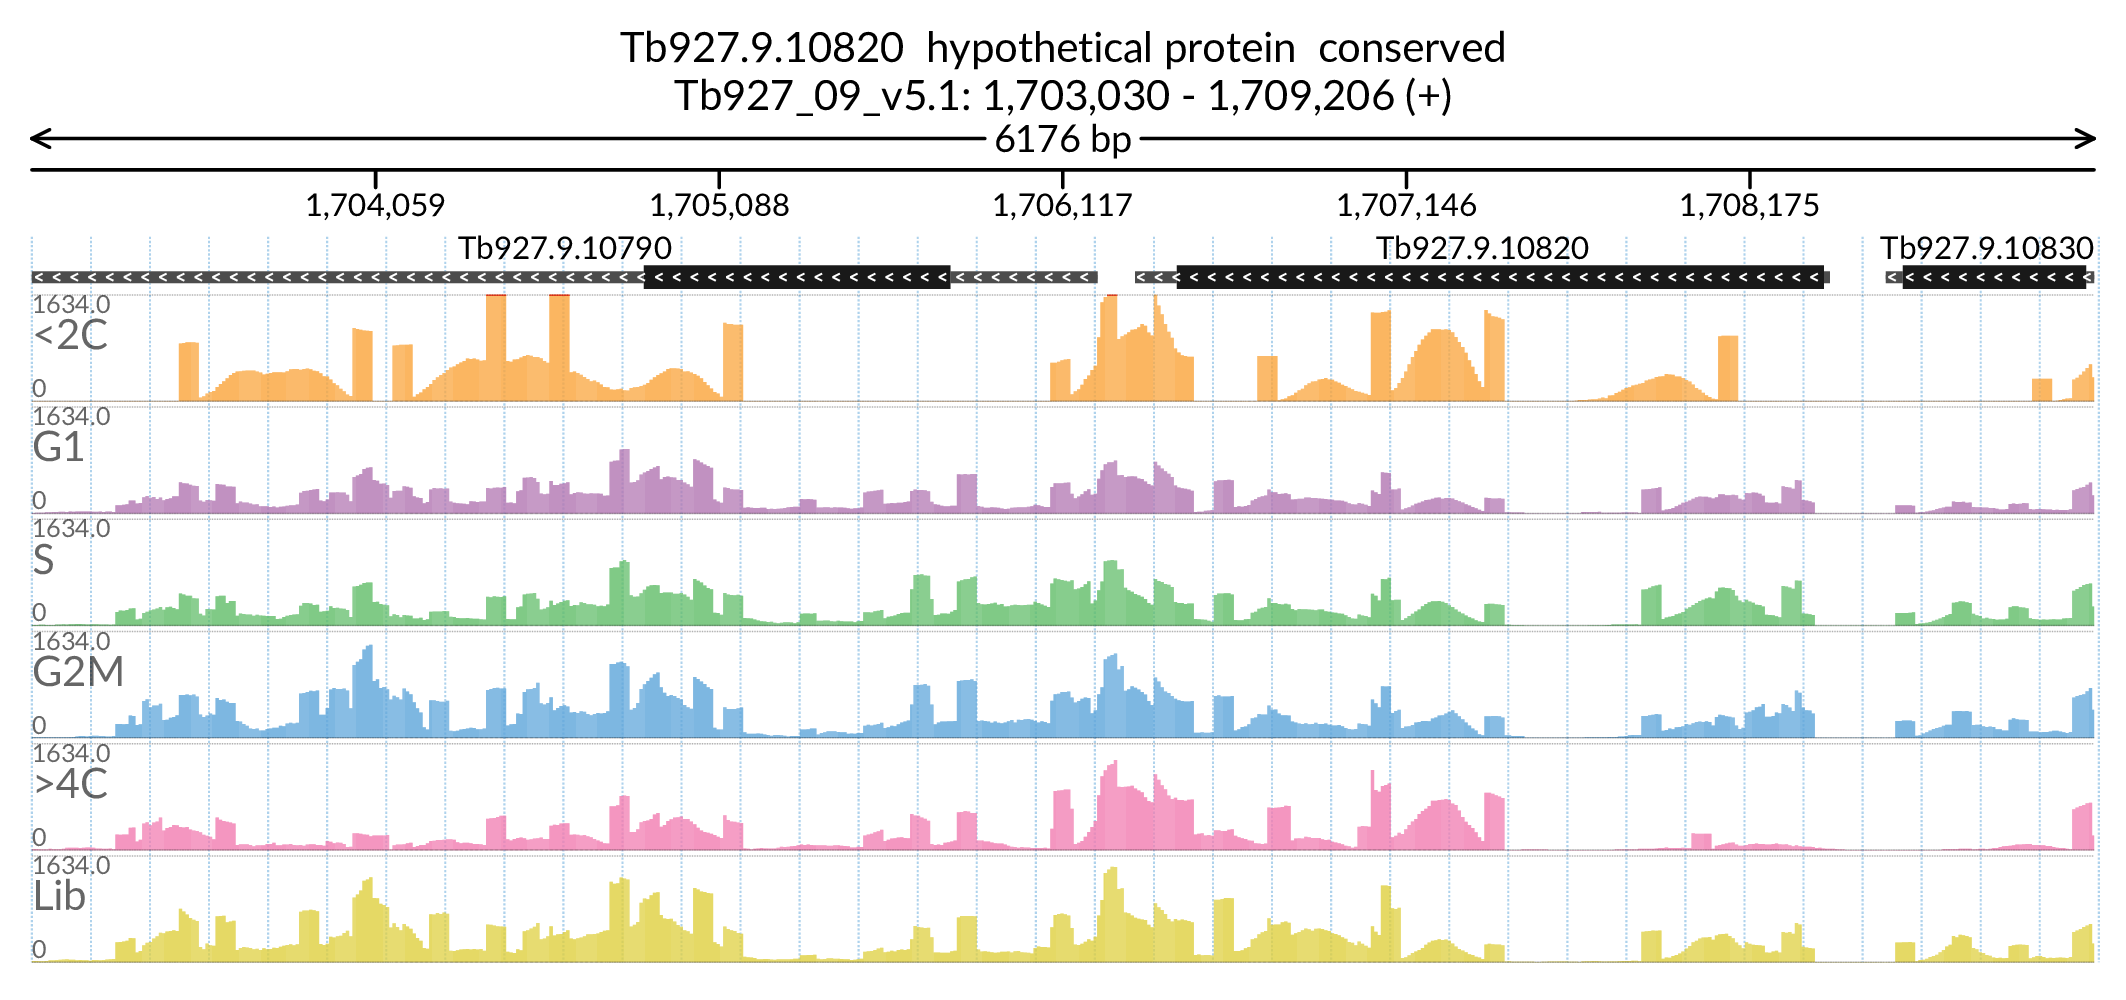 Tb927.9.10820 hypothetical protein conserved
Tb927_09_v5.1: 1,703,030 - 1,709,206 (+)
6176 bp
1,704,059 1,705,088 1,706,117 1,707,146 1,708,175
Tb927.9.10790 Tb927.9.10820 Tb927.9.10830
1634.0
<2C
0
1634.0
G1
0
1634.0
S
0
1634.0
G2M
0
1634.0
>4C
0
1634.0
Lib
0